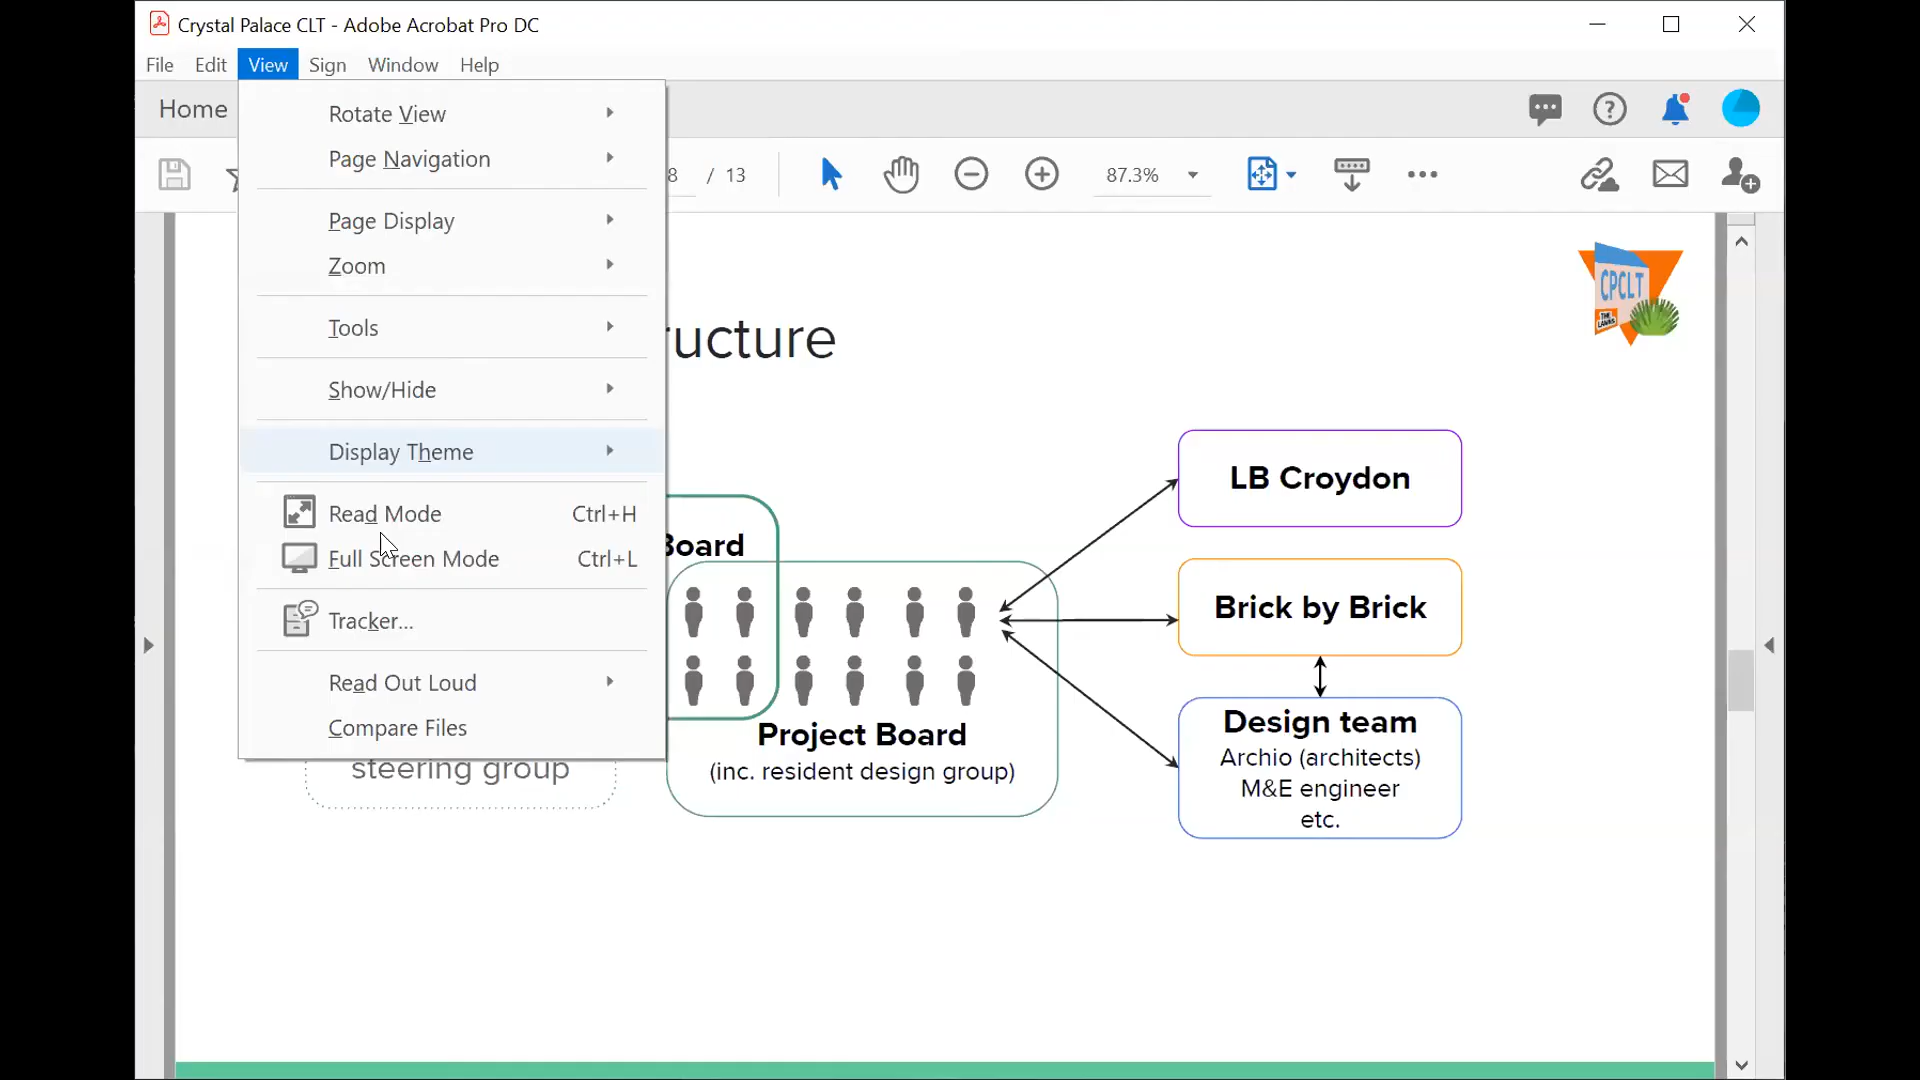 Crystal Palace CLT - Adobe Acrobat Pro DC
File Edit View Sign Window Help
Home
8 / 13
87.3%
Rotate View
Page Navigation
Page Display
Zoom
Tools
Show/Hide
Display Theme
Read Mode Ctrl+H
Full Screen Mode Ctrl+L
Tracker...
Read Out Loud
Compare Files
CPCLT
THE LAWNS
ructure
Board
Project Board
(inc. resident design group)
steering group
LB Croydon
Brick by Brick
Design team
Archio (architects)
M&E engineer
etc.